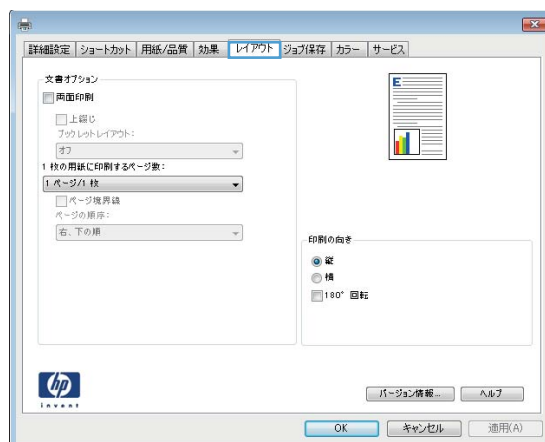 詳細設定 ショートカット 用紙/品質 効果 レイアウト ジョブ保存 カラー サービス
文書オプション
両面印刷
上綴じ
ブックレットレイアウト:
オフ
1 枚の用紙に印刷するページ数:
1 ページ/1 枚
ページ境界線
ページの順序:
右、下の順
E
印刷の向き
縦
横
180° 回転
hp
invent
バージョン情報... ヘルプ
OK キャンセル 適用(A)